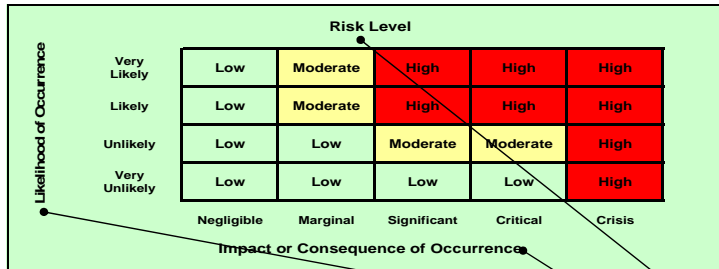 Risk Level
Very
Likely
Low Moderate High High High
Likely
Low Moderate High High High
Unlikely
Low Low Moderate Moderate High
Very
Unlikely
Low Low Low Low High
Negligible Marginal Significant Critical Crisis
Impact or Consequence of Occurrence
Likelihood of Occurrence